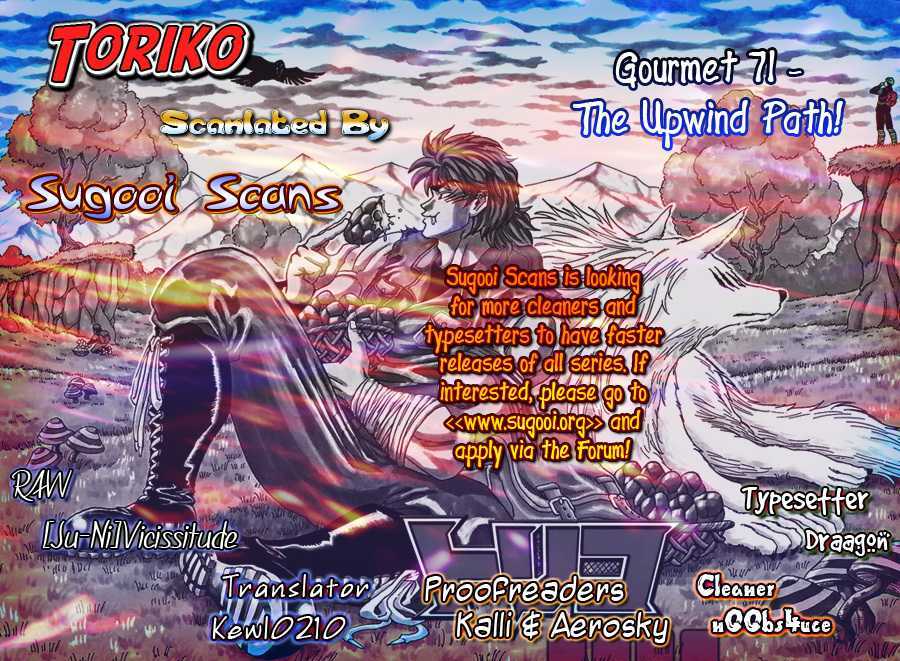 TORIKO
Gourmet 71 -
The Upwind Path!
Scanlated By
Sugooi Scans
Sugooi Scans is looking
for more cleaners and
typesetters to have faster
releases of all series. If
interested, please go to
<<www.sugooi.org>> and
apply via the Forum!
RAW
[Ju-Ni]Vicissitude
Typesetter
Draagon
Translator
Kewl0210
Proofreaders
Kalli & Aerosky
Cleaner
n00bs4uce